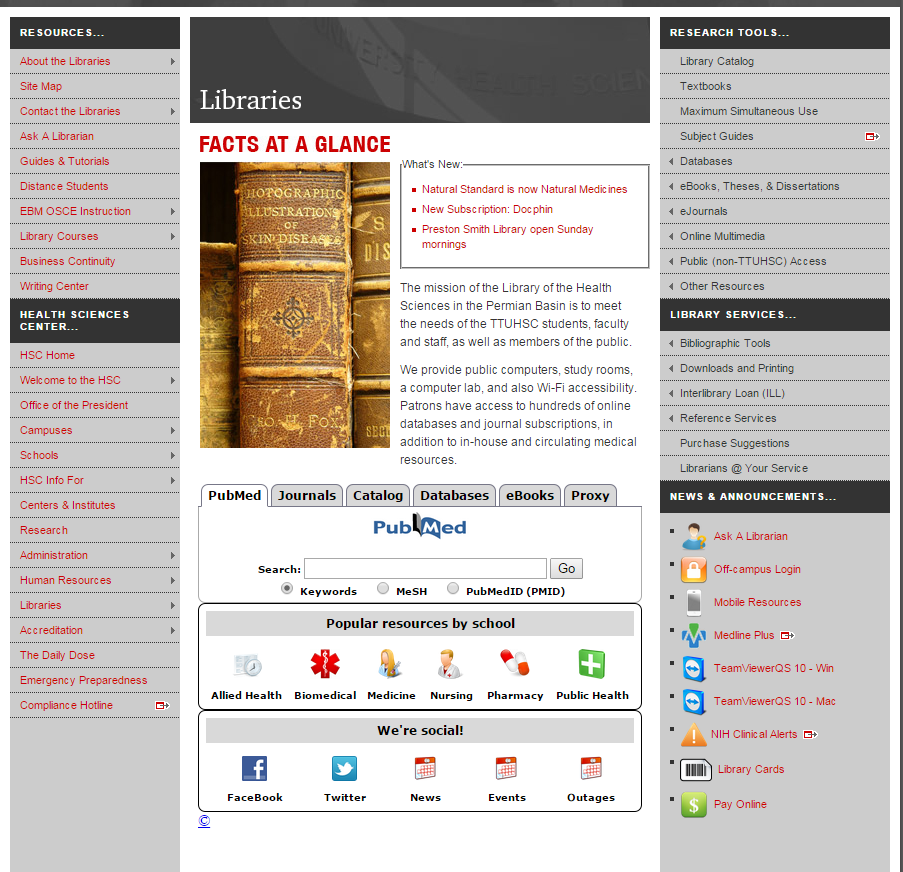 RESOURCES...
About the Libraries
Site Map
Contact the Libraries
Ask A Librarian
Guides & Tutorials
Distance Students
EBM OSCE Instruction
Library Courses
Business Continuity
Writing Center
HEALTH SCIENCES
CENTER...
HSC Home
Welcome to the HSC
Office of the President
Campuses
Schools
HSC Info For
Centers & Institutes
Research
Administration
Human Resources
Libraries
Accreditation
The Daily Dose
Emergency Preparedness
Compliance Hotline
Libraries
FACTS AT A GLANCE
PHOTOGRAPHIC
ILLUSTRATIONS
OF
SKIN DISEASES
GEO. H. FOX
What's New:
Natural Standard is now Natural Medicines
New Subscription: Docphin
Preston Smith Library open Sunday
mornings
The mission of the Library of the Health
Sciences in the Permian Basin is to meet
the needs of the TTUHSC students, faculty
and staff, as well as members of the public.
We provide public computers, study rooms,
a computer lab, and also Wi-Fi accessibility.
Patrons have access to hundreds of online
databases and journal subscriptions, in
addition to in-house and circulating medical
resources.
PubMed Journals Catalog Databases eBooks Proxy
PubMed
Search: Go
Keywords MeSH PubMedID (PMID)
Popular resources by school
Allied Health Biomedical Medicine Nursing Pharmacy Public Health
We're social!
FaceBook Twitter News Events Outages
©
RESEARCH TOOLS...
Library Catalog
Textbooks
Maximum Simultaneous Use
Subject Guides
Databases
eBooks, Theses, & Dissertations
eJournals
Online Multimedia
Public (non-TTUHSC) Access
Other Resources
LIBRARY SERVICES...
Bibliographic Tools
Downloads and Printing
Interlibrary Loan (ILL)
Reference Services
Purchase Suggestions
Librarians @ Your Service
NEWS & ANNOUNCEMENTS...
Ask A Librarian
Off-campus Login
Mobile Resources
Medline Plus
TeamViewerQS 10 - Win
TeamViewerQS 10 - Mac
NIH Clinical Alerts
Library Cards
Pay Online